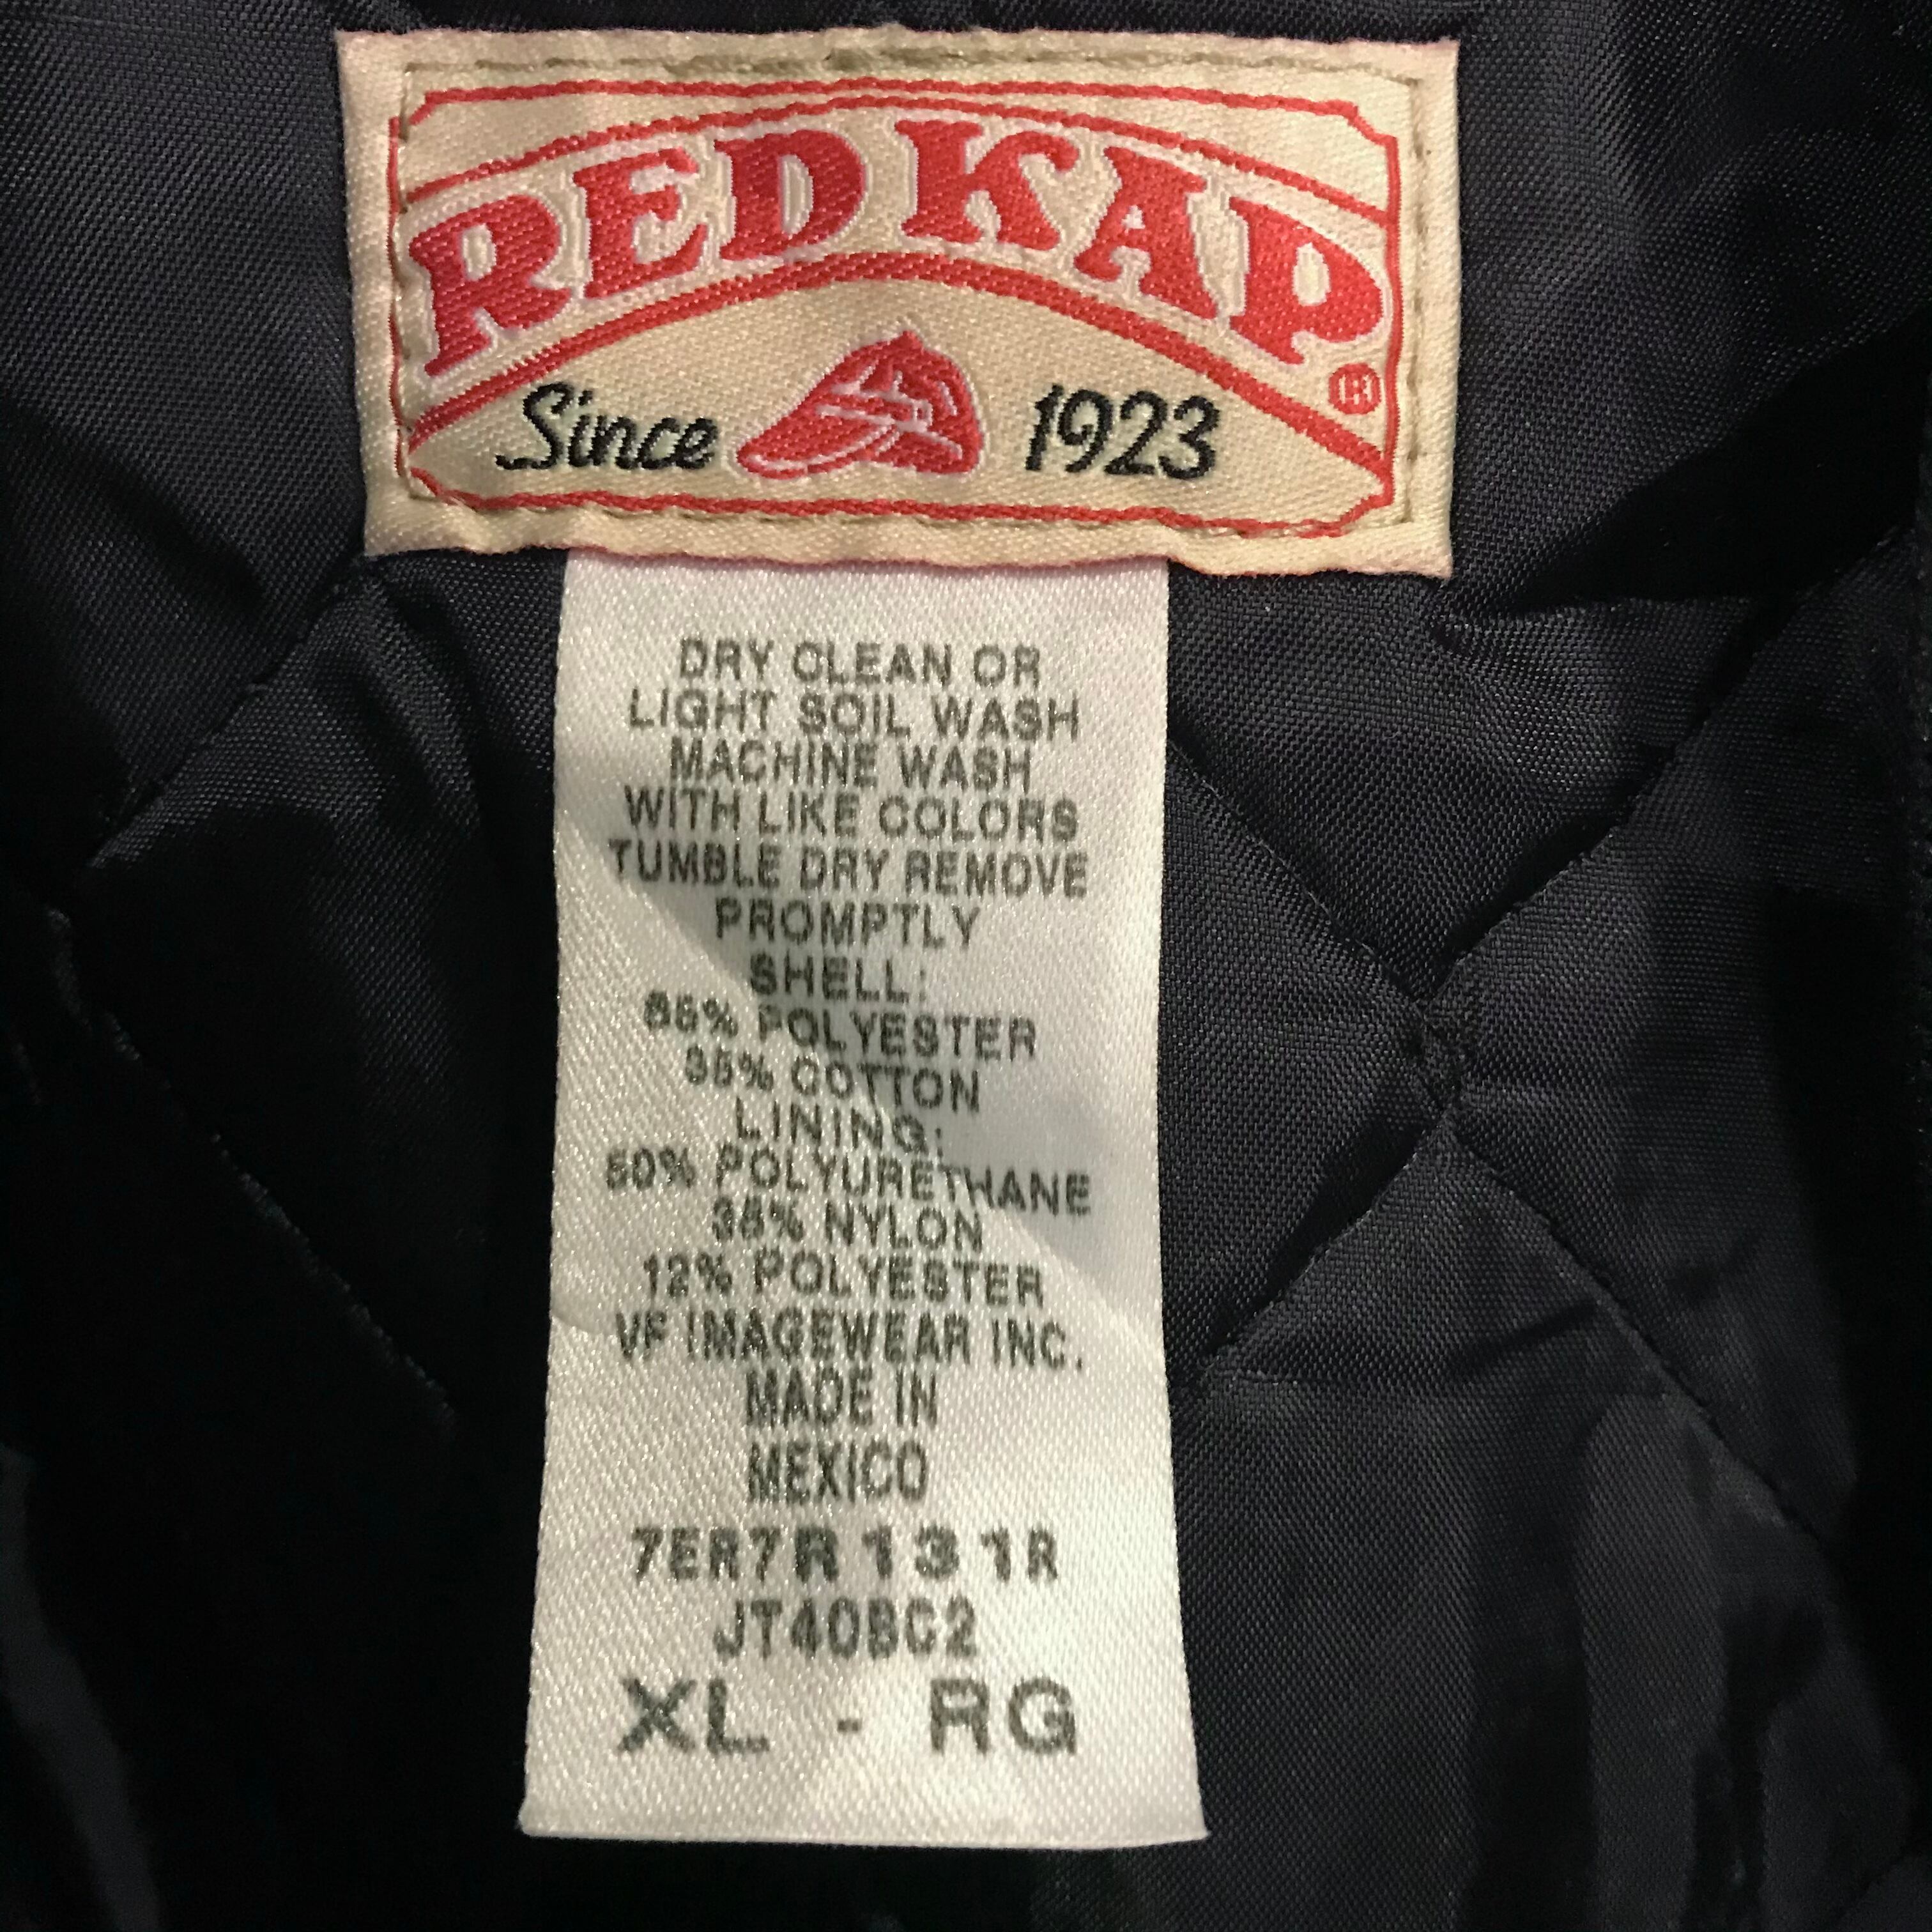 RED KAP ®
Since 1923
DRY CLEAN OR
LIGHT SOIL WASH
MACHINE WASH
WITH LIKE COLORS
TUMBLE DRY REMOVE
PROMPTLY
SHELL:
65% POLYESTER
35% COTTON
LINING:
50% POLYURETHANE
38% NYLON
12% POLYESTER
VF IMAGEWEAR INC.
MADE IN
MEXICO
7ER7R131R
JT40BC2
XL - RG